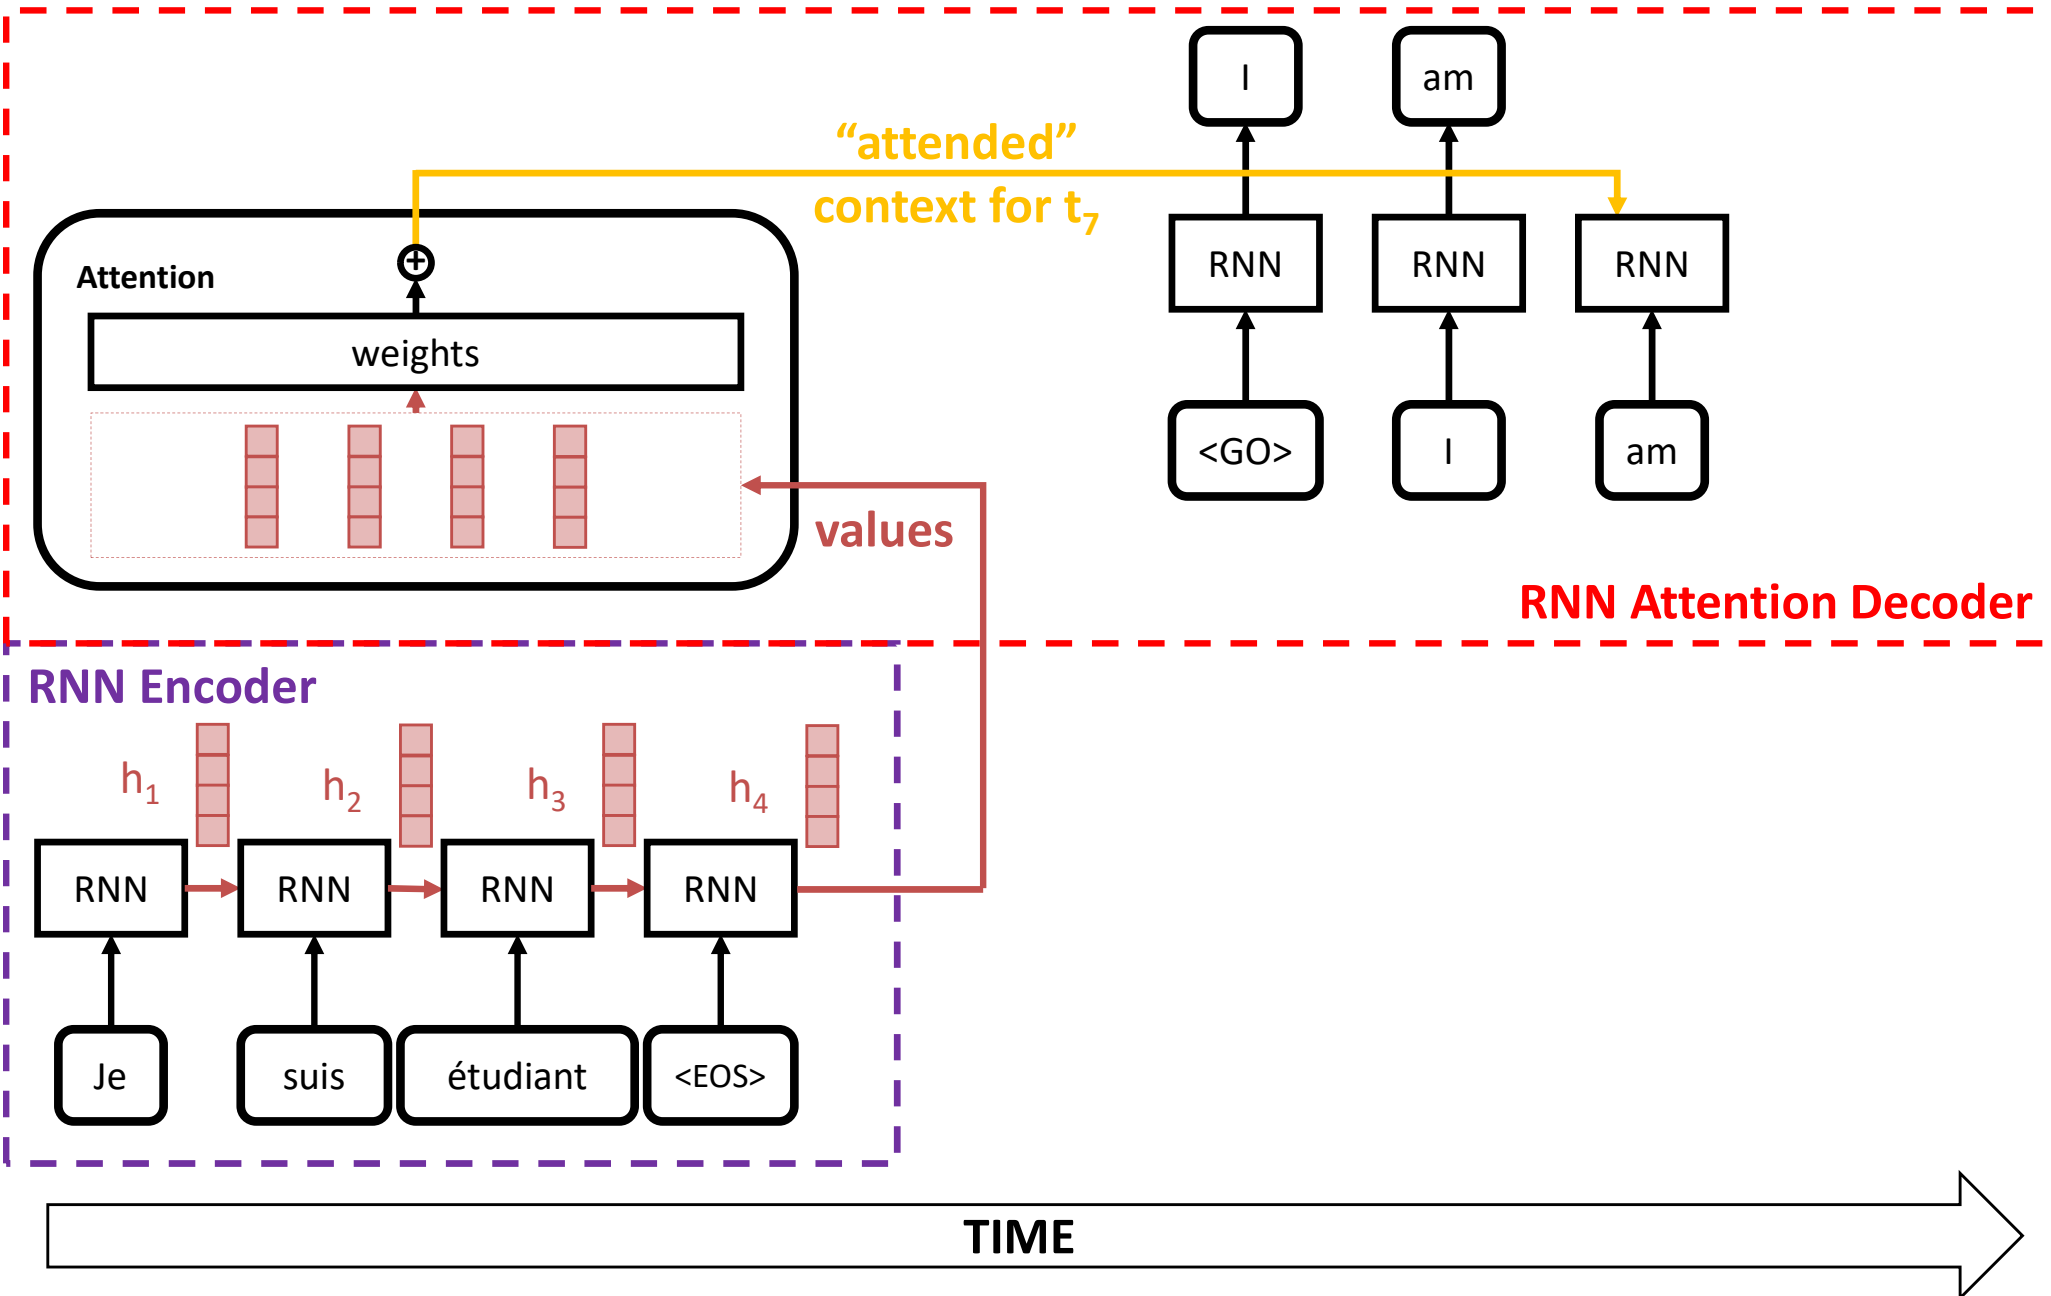 I
am
“attended”
context for t₇
Attention
RNN
RNN
RNN
weights
<GO>
I
am
values
RNN Attention Decoder
RNN Encoder
h₁
h₂
h₃
h₄
RNN
RNN
RNN
RNN
Je
suis
étudiant
<EOS>
TIME